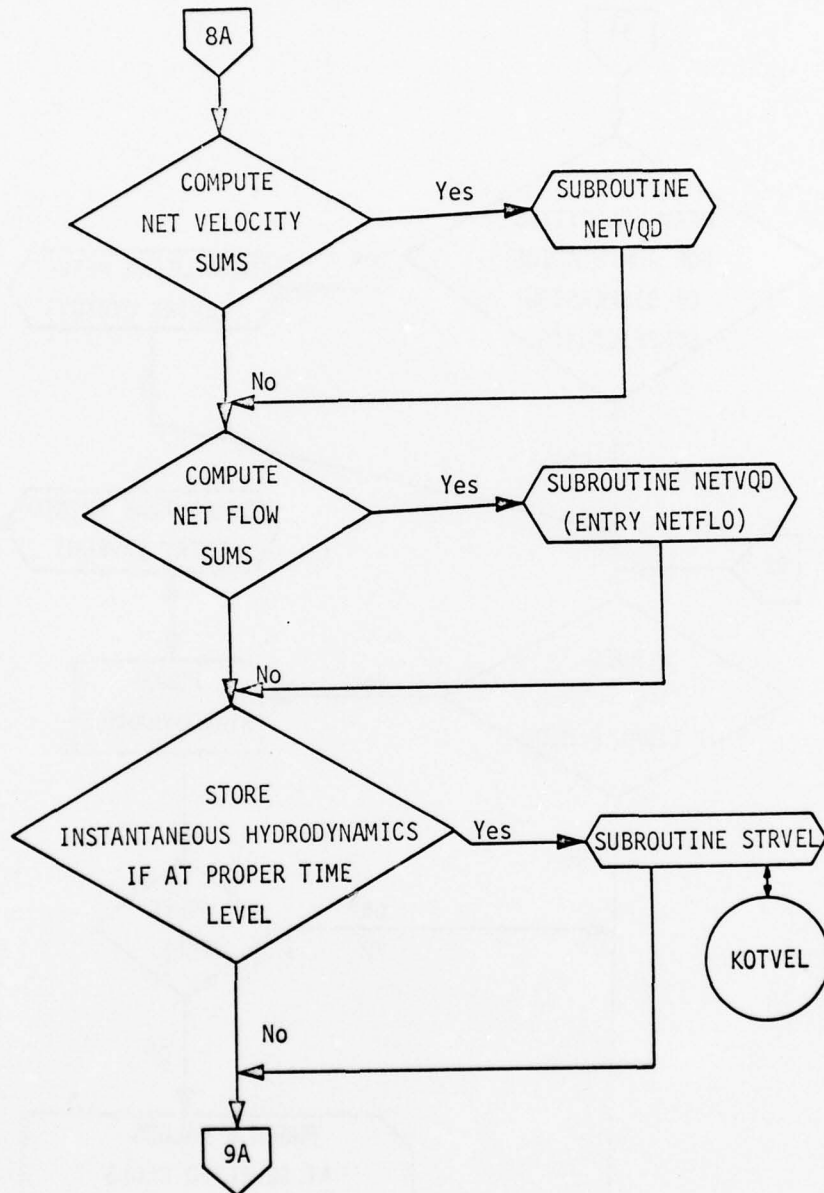 8A
COMPUTE
NET VELOCITY
SUMS
Yes
SUBROUTINE
NETVQD
No
COMPUTE
NET FLOW
SUMS
Yes
SUBROUTINE NETVQD
(ENTRY NETFLO)
No
STORE
INSTANTANEOUS HYDRODYNAMICS
IF AT PROPER TIME
LEVEL
Yes
SUBROUTINE STRVEL
KOTVEL
No
9A